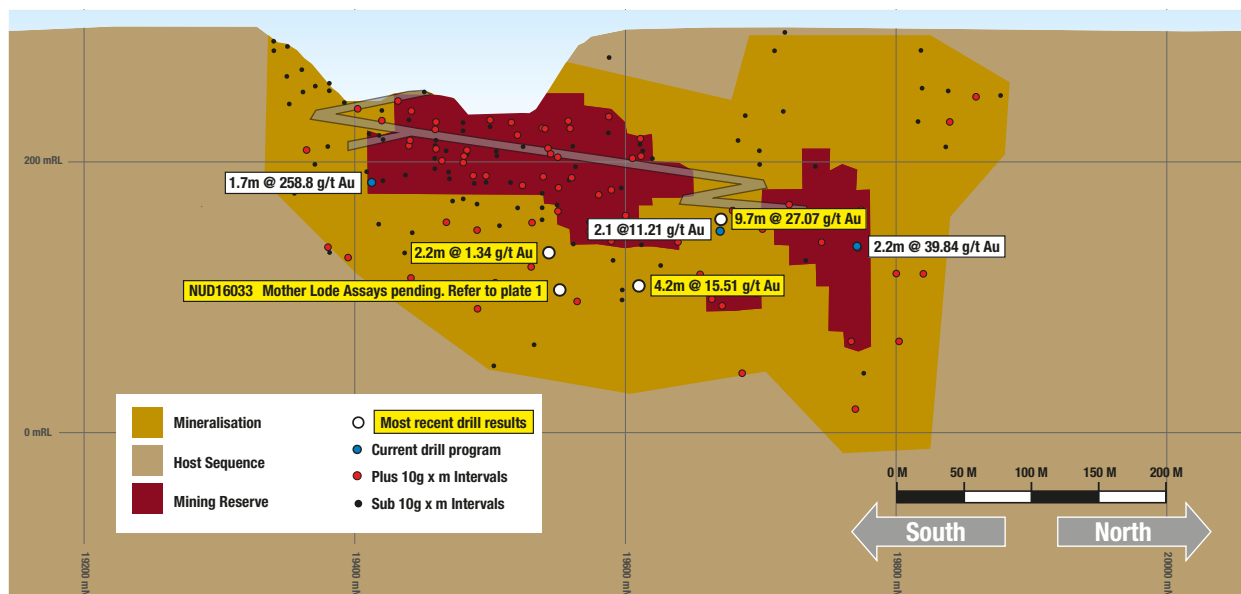 200 mRL
1.7m @ 258.8 g/t Au
2.1 @11.21 g/t Au
9.7m @ 27.07 g/t Au
2.2m @ 39.84 g/t Au
2.2m @ 1.34 g/t Au
NUD16033 Mother Lode Assays pending. Refer to plate 1
4.2m @ 15.51 g/t Au
0 mRL
Mineralisation
Host Sequence
Mining Reserve
Most recent drill results
Current drill program
Plus 10g x m Intervals
Sub 10g x m Intervals
0 M 50 M 100 M 150 M 200 M
South
North
19200 mN
19400 mN
19600 mN
19800 mN
20000 mN